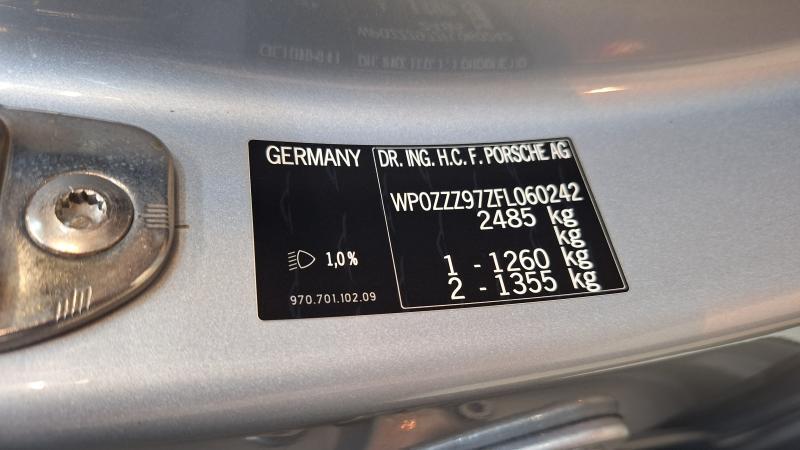 GERMANY
1,0%
970.701.102.09
DR. ING. H.C. F. PORSCHE AG
WP0ZZZ97ZFL060242
2485 kg
kg
1 - 1260 kg
2 - 1355 kg